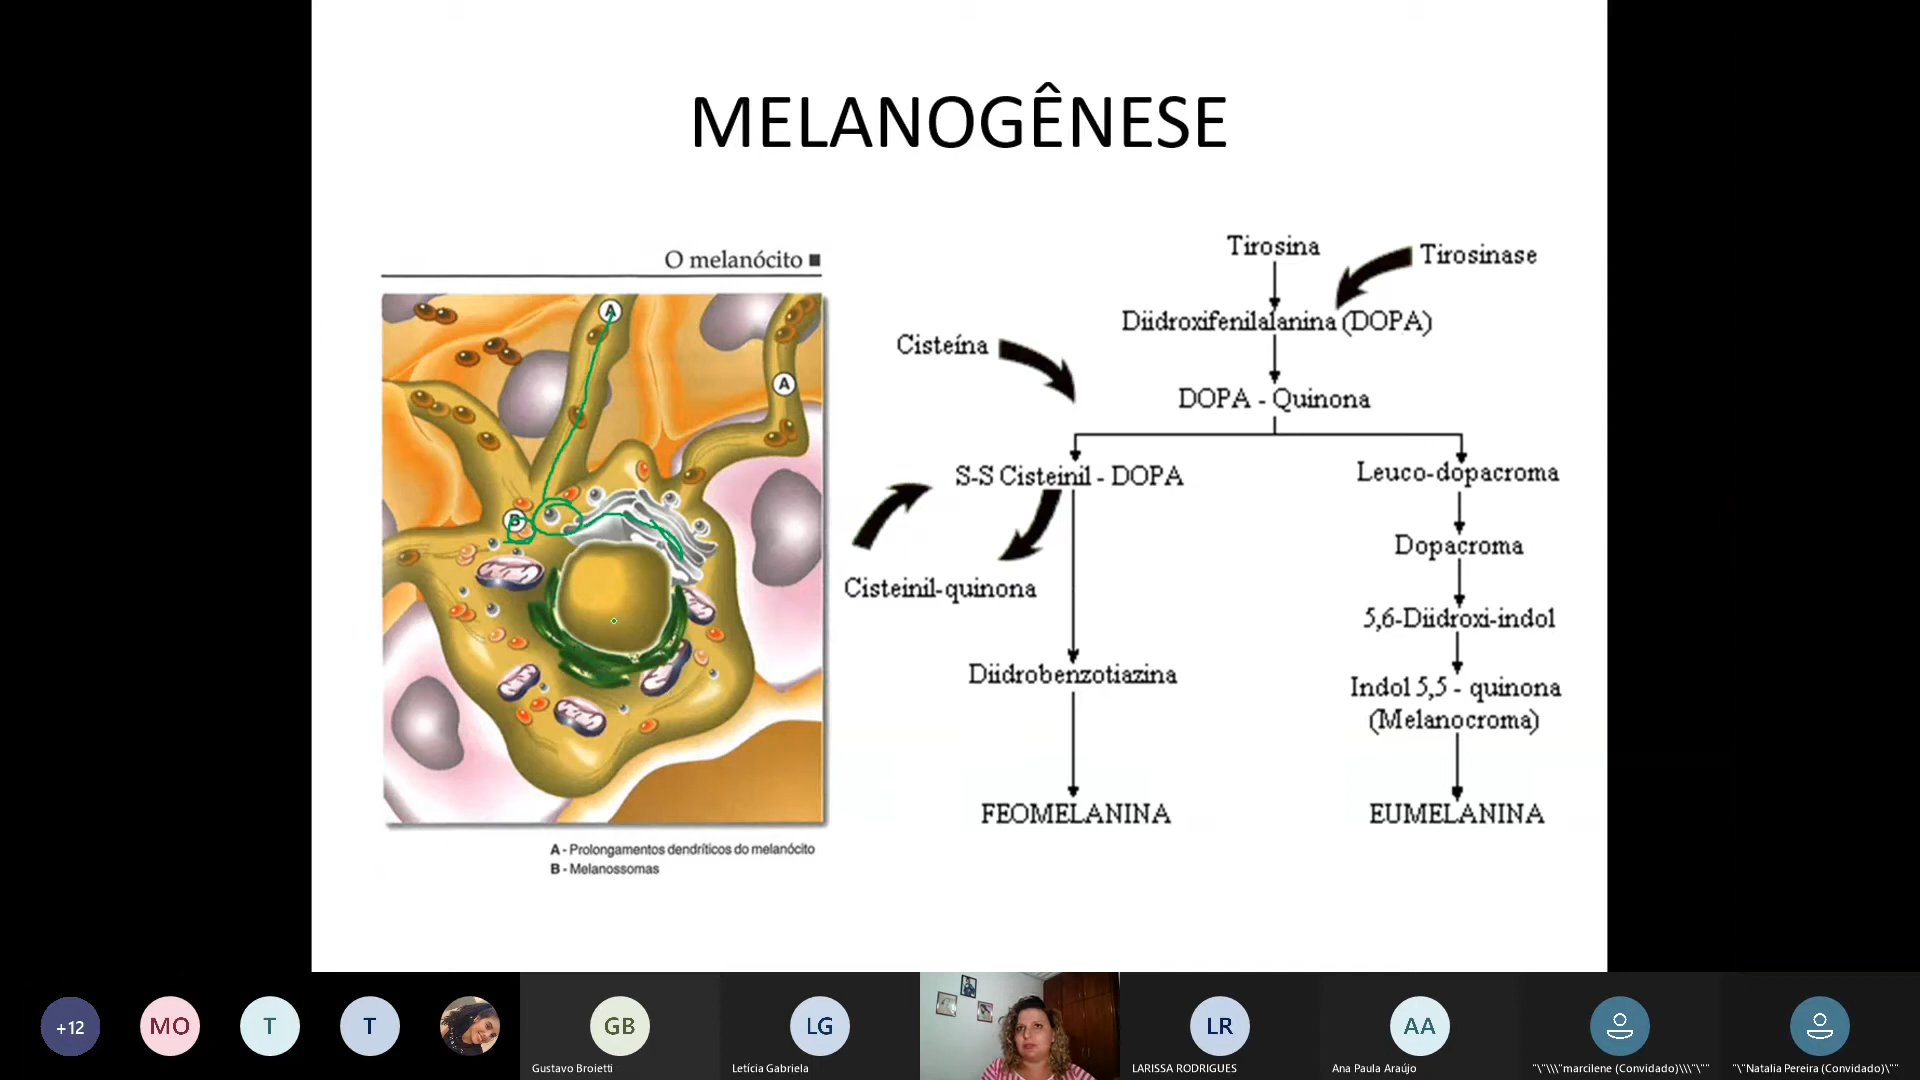 MELANOGÊNESE
O melanócito
A
A
B
A - Prolongamentos dendríticos do melanócito
B - Melanossomas
Tirosina
Tirosinase
Diidroxifenilalanina (DOPA)
Cisteína
DOPA - Quinona
S-S Cisteinil - DOPA
Leuco-dopacroma
Dopacroma
Cisteinil-quinona
5,6-Diidroxi-indol
Diidrobenzotiazina
Indol 5,5 - quinona
(Melanocroma)
FEOMELANINA
EUMELANINA
+12
MO
T
T
GB
Gustavo Broietti
LG
Letícia Gabriela
LR
LARISSA RODRIGUES
AA
Ana Paula Araújo
"\"\\\"marcilene (Convidado)\\\"\""
"\"Natalia Pereira (Convidado)\""